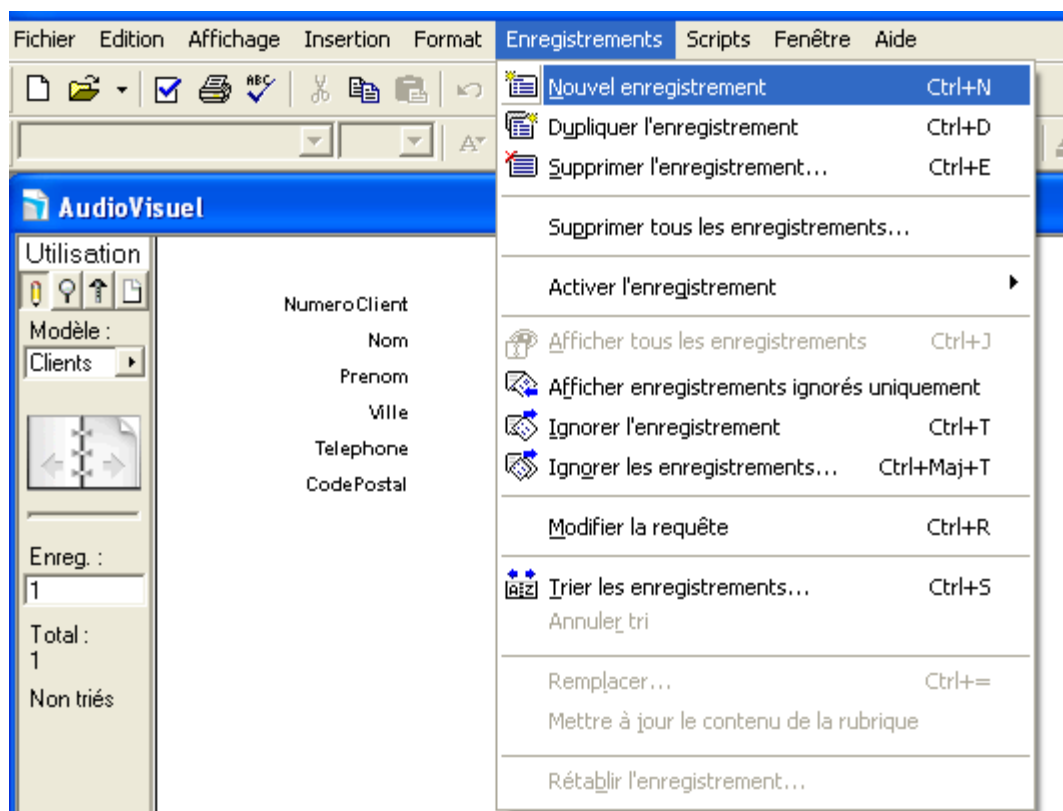 Fichier Edition Affichage Insertion Format Enregistrements Scripts Fenêtre Aide
ABC
A
AudioVisuel
Utilisation
Modèle :
Clients
Enreg. :
1
Total :
1
Non triés
NumeroClient
Nom
Prenom
Ville
Telephone
CodePostal
Nouvel enregistrement Ctrl+N
Dupliquer l'enregistrement Ctrl+D
Supprimer l'enregistrement... Ctrl+E
Supprimer tous les enregistrements...
Activer l'enregistrement
Afficher tous les enregistrements Ctrl+J
Afficher enregistrements ignorés uniquement
Ignorer l'enregistrement Ctrl+T
Ignorer les enregistrements... Ctrl+Maj+T
Modifier la requête Ctrl+R
AZ Trier les enregistrements... Ctrl+S
Annuler tri
Remplacer... Ctrl+=
Mettre à jour le contenu de la rubrique
Rétablir l'enregistrement...